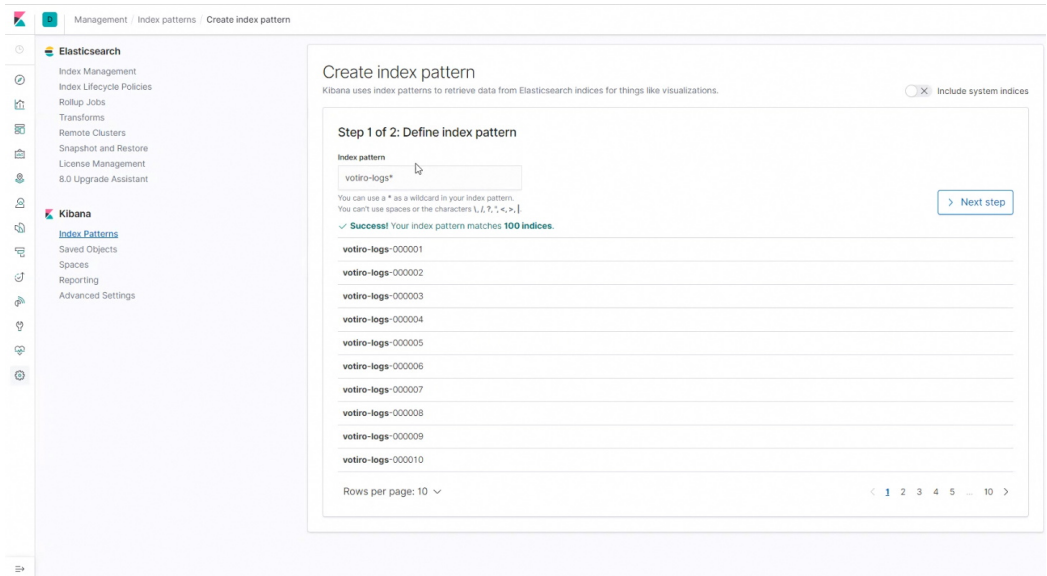 D
Management / Index patterns / Create index pattern
Elasticsearch
Index Management
Index Lifecycle Policies
Rollup Jobs
Transforms
Remote Clusters
Snapshot and Restore
License Management
8.0 Upgrade Assistant
Kibana
Index Patterns
Saved Objects
Spaces
Reporting
Advanced Settings
Create index pattern
Kibana uses index patterns to retrieve data from Elasticsearch indices for things like visualizations.
Include system indices
Step 1 of 2: Define index pattern
Index pattern
votiro-logs*
You can use a * as a wildcard in your index pattern.
You can't use spaces or the characters \, /, ?, ", <, >, |.
> Next step
✓ Success! Your index pattern matches 100 indices.
votiro-logs-000001
votiro-logs-000002
votiro-logs-000003
votiro-logs-000004
votiro-logs-000005
votiro-logs-000006
votiro-logs-000007
votiro-logs-000008
votiro-logs-000009
votiro-logs-000010
Rows per page: 10
< 1 2 3 4 5 ... 10 >